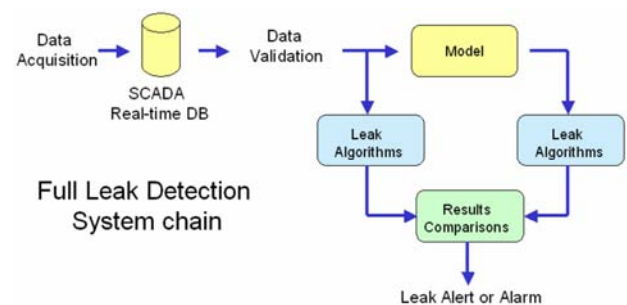 Data
Acquisition
SCADA
Real-time DB
Data
Validation
Model
Leak
Algorithms
Leak
Algorithms
Full Leak Detection
System chain
Results
Comparisons
Leak Alert or Alarm